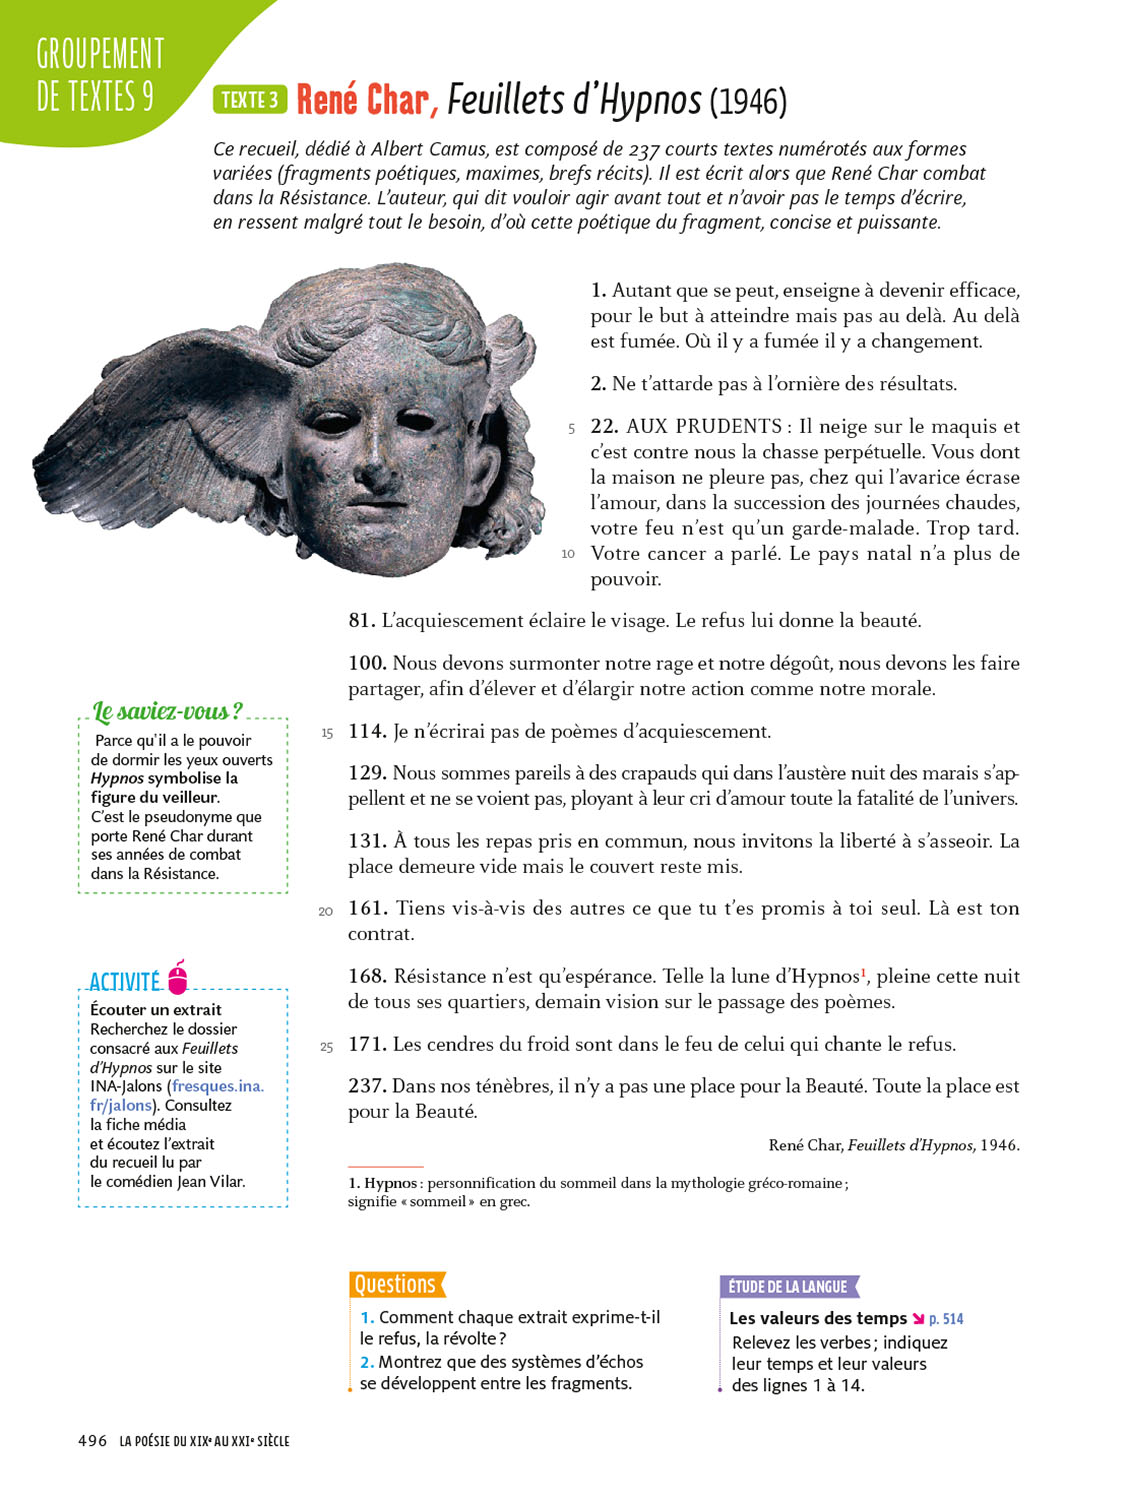 GROUPEMENT
DE TEXTES 9
TEXTE 3 René Char, Feuillets d'Hypnos (1946)
Ce recueil, dédié à Albert Camus, est composé de 237 courts textes numérotés aux formes
variées (fragments poétiques, maximes, brefs récits). Il est écrit alors que René Char combat
dans la Résistance. L'auteur, qui dit vouloir agir avant tout et n'avoir pas le temps d'écrire,
en ressent malgré tout le besoin, d'où cette poétique du fragment, concise et puissante.
1. Autant que se peut, enseigne à devenir efficace,
pour le but à atteindre mais pas au delà. Au delà
est fumée. Où il y a fumée il y a changement.
2. Ne t'attarde pas à l'ornière des résultats.
5 22. AUX PRUDENTS : Il neige sur le maquis et
c'est contre nous la chasse perpétuelle. Vous dont
la maison ne pleure pas, chez qui l'avarice écrase
l'amour, dans la succession des journées chaudes,
votre feu n'est qu'un garde-malade. Trop tard.
10 Votre cancer a parlé. Le pays natal n'a plus de
pouvoir.
81. L'acquiescement éclaire le visage. Le refus lui donne la beauté.
100. Nous devons surmonter notre rage et notre dégoût, nous devons les faire
partager, afin d'élever et d'élargir notre action comme notre morale.
15 114. Je n'écrirai pas de poèmes d'acquiescement.
129. Nous sommes pareils à des crapauds qui dans l'austère nuit des marais s'ap-
pellent et ne se voient pas, ployant à leur cri d'amour toute la fatalité de l'univers.
131. À tous les repas pris en commun, nous invitons la liberté à s'asseoir. La
place demeure vide mais le couvert reste mis.
20 161. Tiens vis-à-vis des autres ce que tu t'es promis à toi seul. Là est ton
contrat.
168. Résistance n'est qu'espérance. Telle la lune d'Hypnos1, pleine cette nuit
de tous ses quartiers, demain vision sur le passage des poèmes.
25 171. Les cendres du froid sont dans le feu de celui qui chante le refus.
237. Dans nos ténèbres, il n'y a pas une place pour la Beauté. Toute la place est
pour la Beauté.
René Char, Feuillets d'Hypnos, 1946.
1. Hypnos : personnification du sommeil dans la mythologie gréco-romaine ;
signifie « sommeil » en grec.
Le saviez-vous ?
Parce qu'il a le pouvoir
de dormir les yeux ouverts
Hypnos symbolise la
figure du veilleur.
C'est le pseudonyme que
porte René Char durant
ses années de combat
dans la Résistance.
ACTIVITÉ
Écouter un extrait
Recherchez le dossier
consacré aux Feuillets
d'Hypnos sur le site
INA-Jalons (fresques.ina.
fr/jalons). Consultez
la fiche média
et écoutez l'extrait
du recueil lu par
le comédien Jean Vilar.
Questions
1. Comment chaque extrait exprime-t-il
le refus, la révolte ?
2. Montrez que des systèmes d'échos
se développent entre les fragments.
ÉTUDE DE LA LANGUE
Les valeurs des temps p. 514
Relevez les verbes ; indiquez
leur temps et leur valeurs
des lignes 1 à 14.
496 LA POÉSIE DU XIXe AU XXIe SIÈCLE